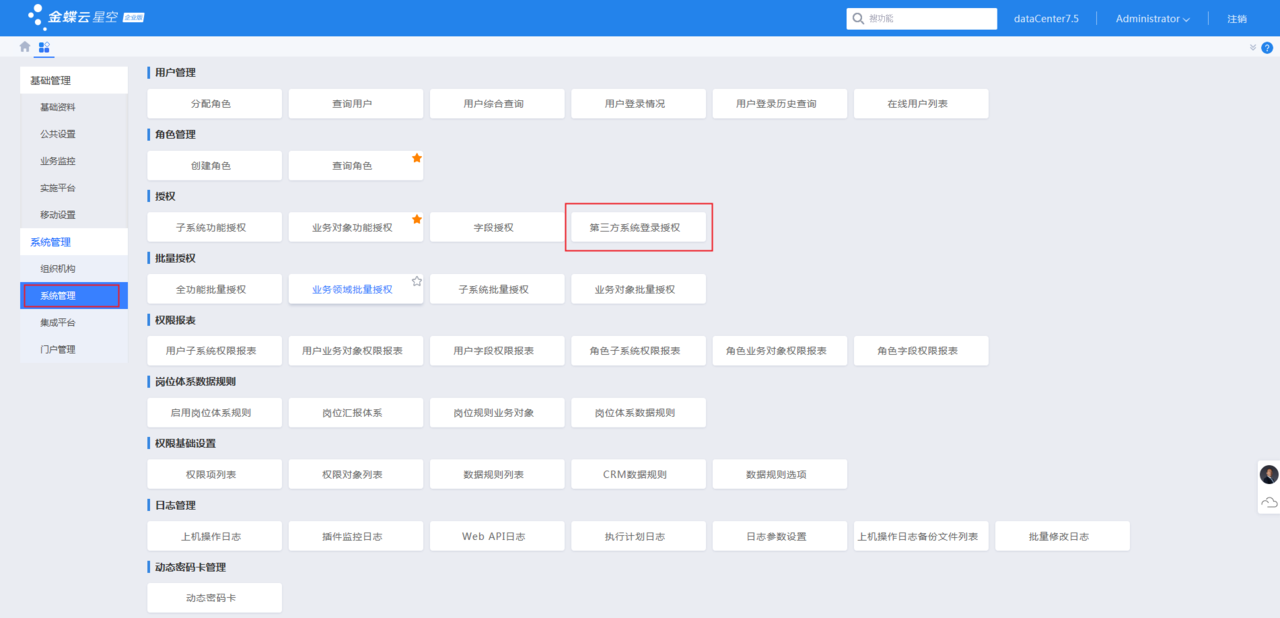 金蝶云星空 企业版
搜功能
dataCenter7.5
Administrator
注销
基础管理
基础资料
公共设置
业务监控
实施平台
移动设置
系统管理
组织机构
系统管理
集成平台
门户管理
用户管理
分配角色 查询用户 用户综合查询 用户登录情况 用户登录历史查询 在线用户列表
角色管理
创建角色 查询角色
授权
子系统功能授权 业务对象功能授权 字段授权 第三方系统登录授权
批量授权
全功能批量授权 业务领域批量授权 子系统批量授权 业务对象批量授权
权限报表
用户子系统权限报表 用户业务对象权限报表 用户字段权限报表 角色子系统权限报表 角色业务对象权限报表 角色字段权限报表
岗位体系数据规则
启用岗位体系规则 岗位汇报体系 岗位规则业务对象 岗位体系数据规则
权限基础设置
权限项列表 权限对象列表 数据规则列表 CRM数据规则 数据规则选项
日志管理
上机操作日志 插件监控日志 Web API日志 执行计划日志 日志参数设置 上机操作日志备份文件列表 批量修改日志
动态密码卡管理
动态密码卡